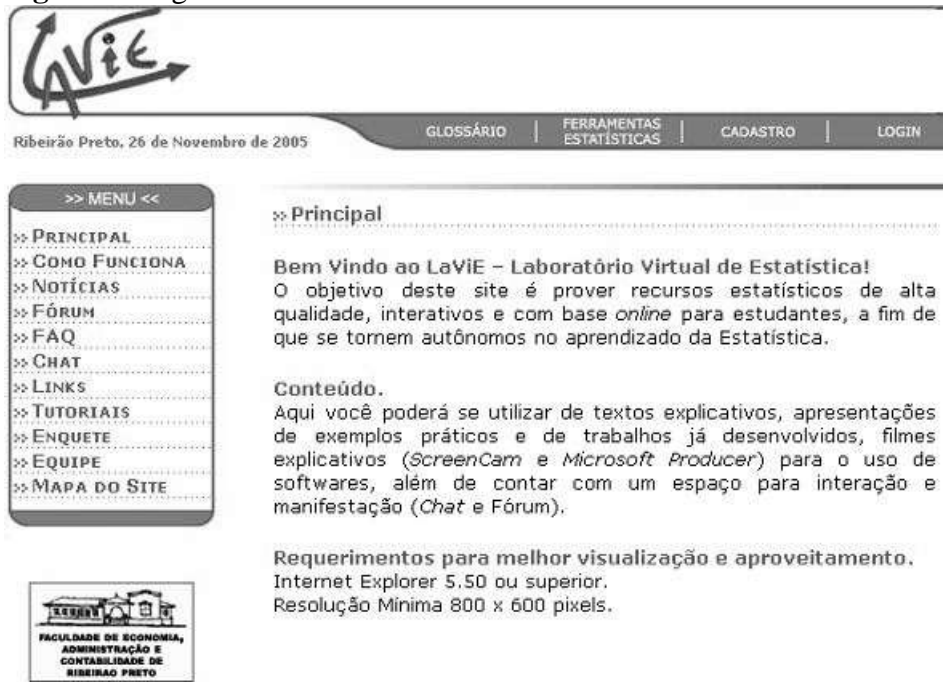 LaViE
Ribeirão Preto, 26 de Novembro de 2005
GLOSSÁRIO
FERRAMENTAS
ESTATÍSTICAS
CADASTRO
LOGIN
>> MENU <<
» PRINCIPAL
» COMO FUNCIONA
» NOTÍCIAS
» FÓRUM
» FAQ
» CHAT
» LINKS
» TUTORIAIS
» ENQUETE
» EQUIPE
» MAPA DO SITE
FACULDADE DE ECONOMIA,
ADMINISTRAÇÃO E
CONTABILIDADE DE
RIBEIRAO PRETO
» Principal
Bem Vindo ao LaViE – Laboratório Virtual de Estatística!
O objetivo deste site é prover recursos estatísticos de alta
qualidade, interativos e com base online para estudantes, a fim de
que se tornem autônomos no aprendizado da Estatística.
Conteúdo.
Aqui você poderá se utilizar de textos explicativos, apresentações
de exemplos práticos e de trabalhos já desenvolvidos, filmes
explicativos (ScreenCam e Microsoft Producer) para o uso de
softwares, além de contar com um espaço para interação e
manifestação (Chat e Fórum).
Requerimentos para melhor visualização e aproveitamento.
Internet Explorer 5.50 ou superior.
Resolução Mínima 800 x 600 pixels.